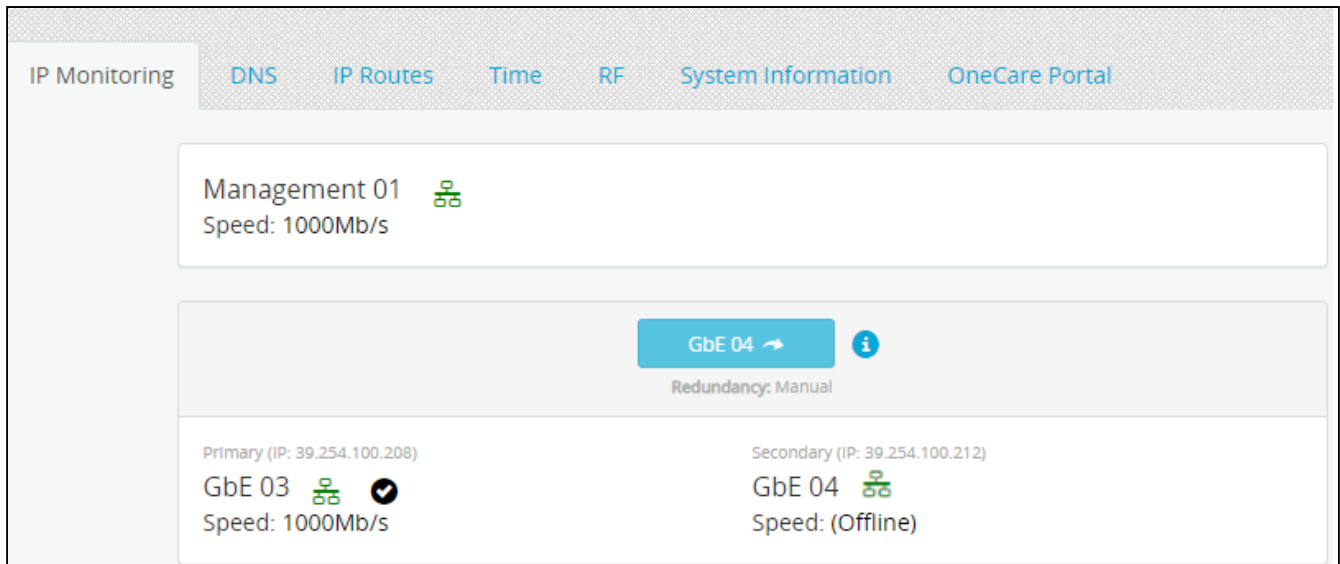 IP Monitoring DNS IP Routes Time RF System Information OneCare Portal
Management 01
Speed: 1000Mb/s
GbE 04
Redundancy: Manual
Primary (IP: 39.254.100.208) Secondary (IP: 39.254.100.212)
GbE 03 GbE 04
Speed: 1000Mb/s Speed: (Offline)